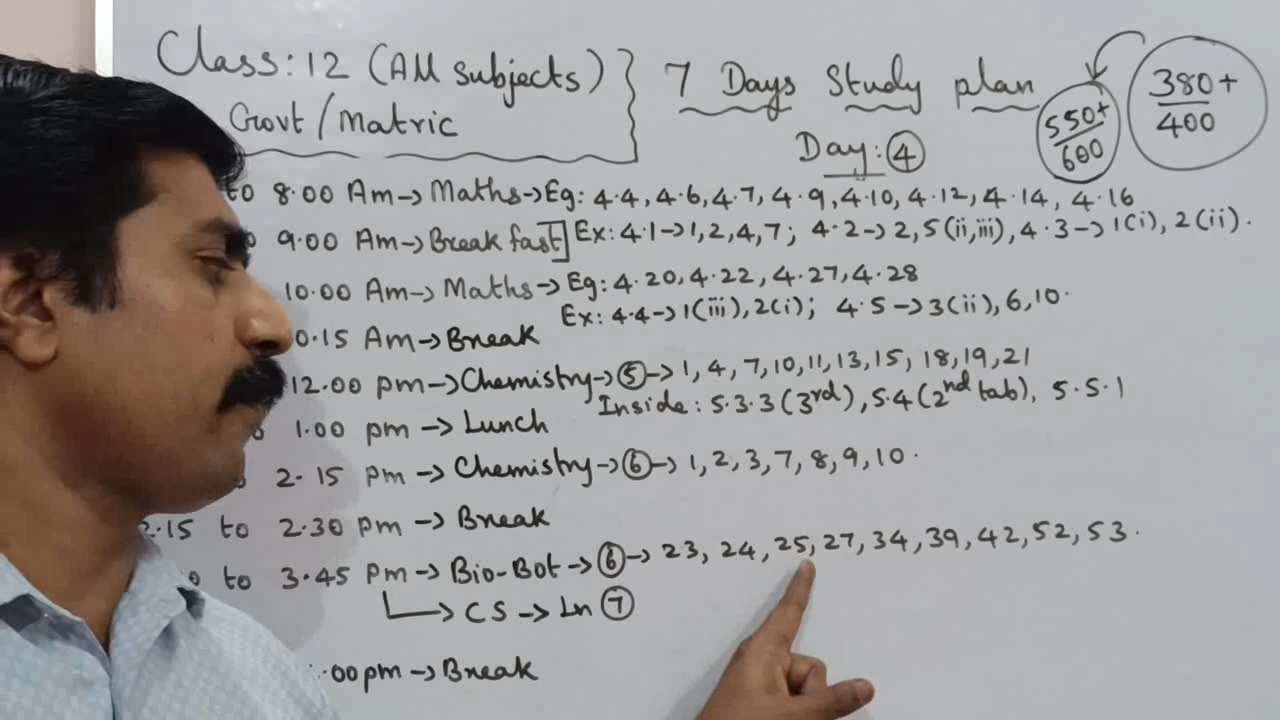 Class: 12 (All subjects) } 7 Days Study plan 550+/600 380+/400
Govt/Matric
Day: ④
to 8.00 Am → Maths → Eg: 4.4, 4.6, 4.7, 4.9, 4.10, 4.12, 4.14, 4.16
9.00 Am → Break fast] Ex: 4.1 → 1, 2, 4, 7; 4.2 → 2, 5(ii, iii), 4.3 → 1(i), 2(ii).
10.00 Am → Maths → Eg: 4.20, 4.22, 4.27, 4.28
Ex: 4.4 → 1(iii), 2(i); 4.5 → 3(ii), 6, 10.
0.15 Am → Break
12.00 pm → Chemistry → ⑤ → 1, 4, 7, 10, 11, 13, 15, 18, 19, 21
Inside: 5.3.3 (3rd), 5.4 (2nd tab), 5.5.1
1.00 pm → Lunch
2.15 pm → Chemistry → ⑥ → 1, 2, 3, 7, 8, 9, 10.
2.15 to 2.30 pm → Break
0 to 3.45 pm → Bio-Bot → ⑥ → 23, 24, 25, 27, 34, 39, 42, 52, 53.
→ CS → Ln ⑦
.00 pm → Break